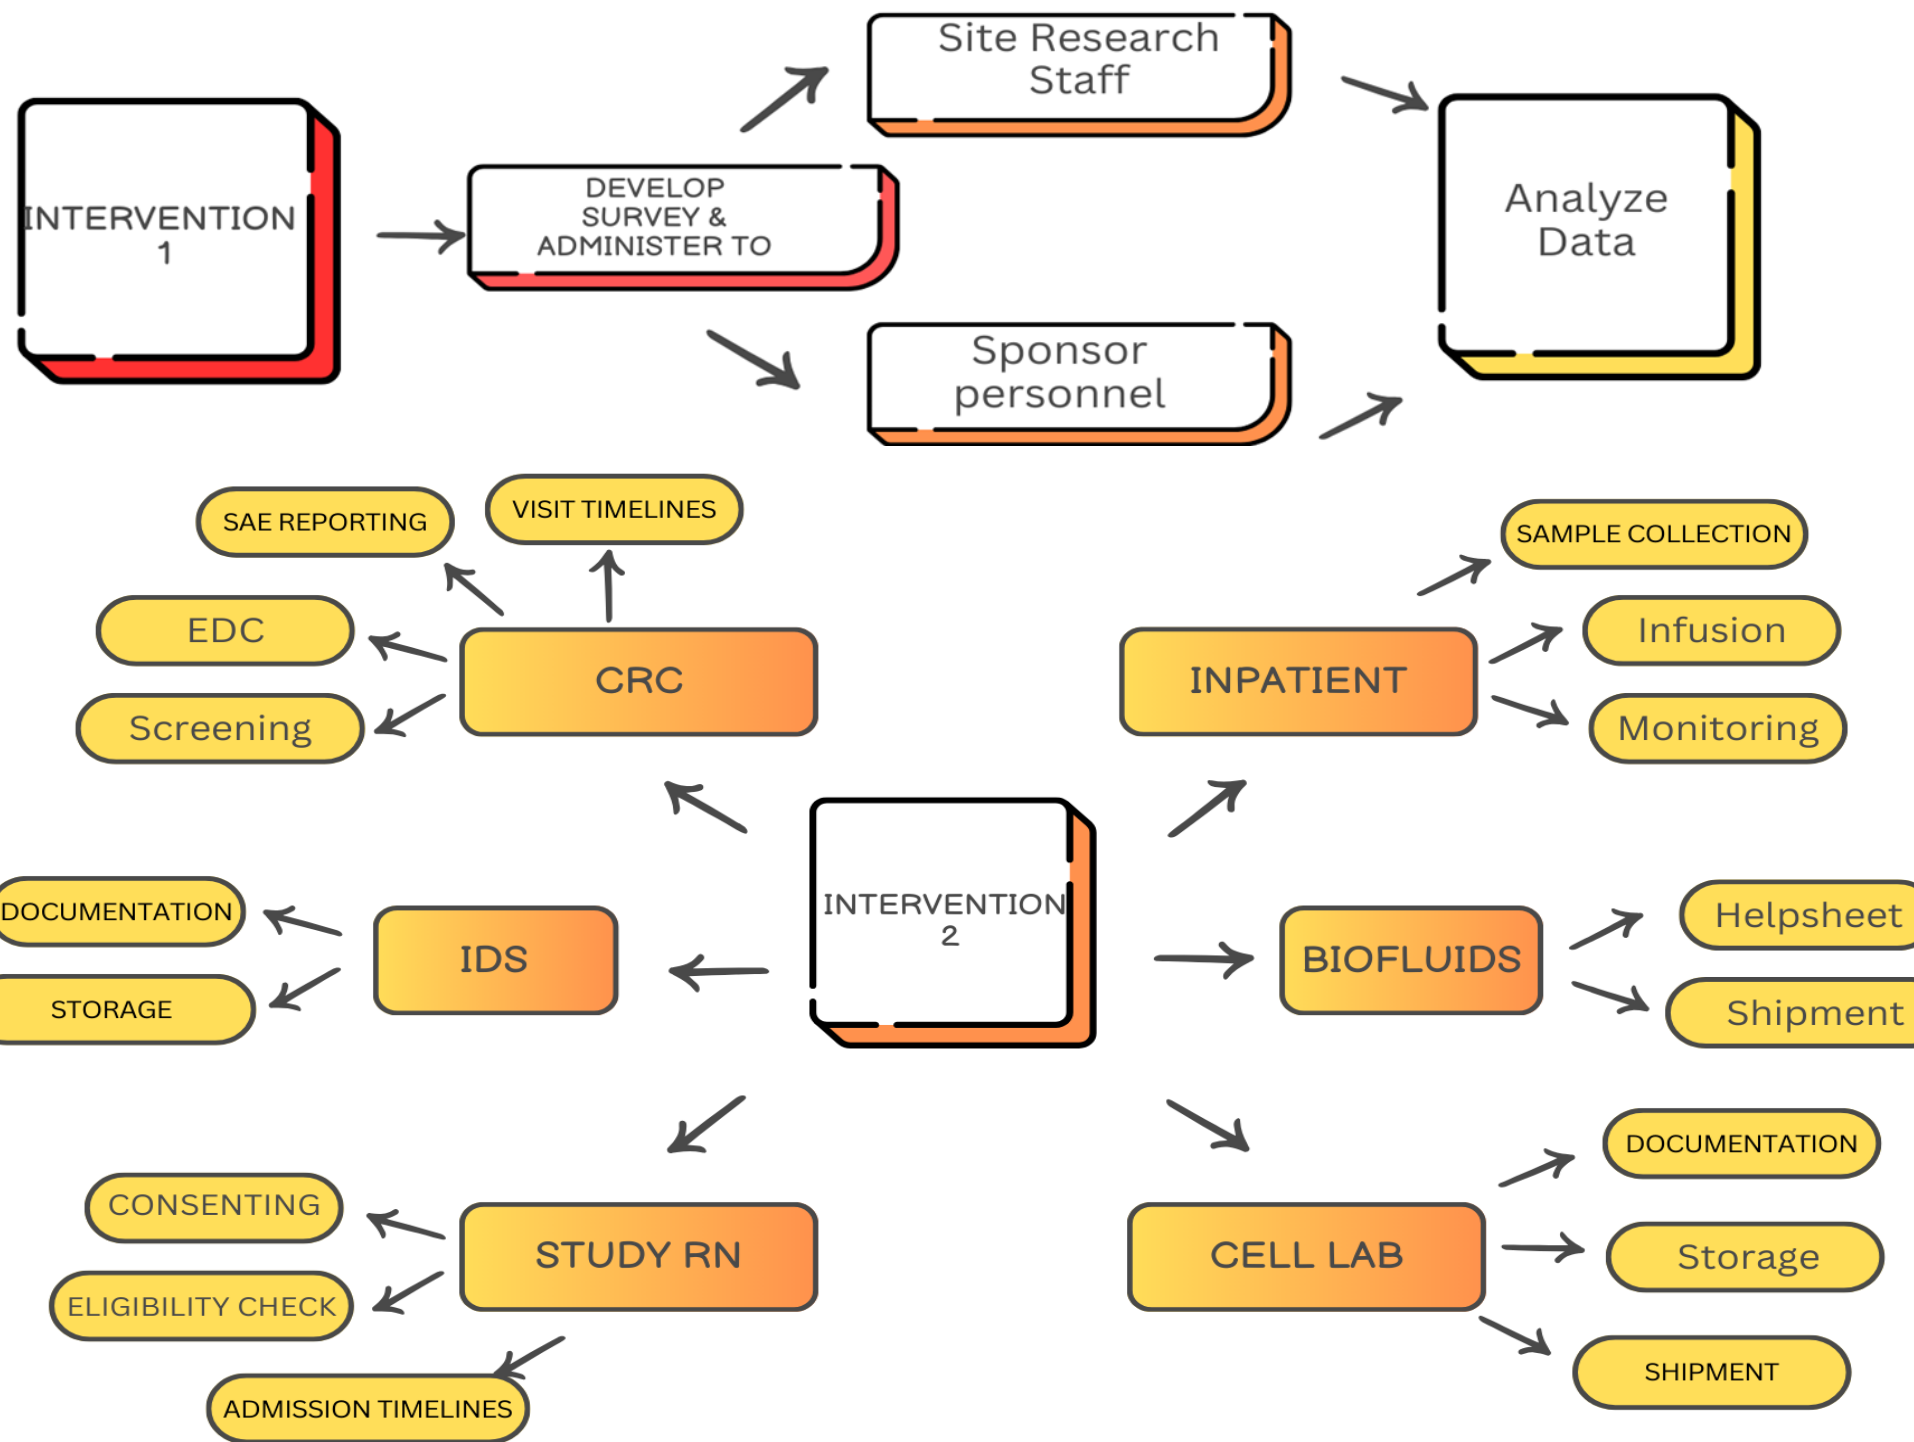 INTERVENTION
1
DEVELOP
SURVEY &
ADMINISTER TO
Site Research
Staff
Sponsor
personnel
Analyze
Data
SAE REPORTING
VISIT TIMELINES
EDC
Screening
CRC
INPATIENT
SAMPLE COLLECTION
Infusion
Monitoring
INTERVENTION
2
DOCUMENTATION
STORAGE
IDS
BIOFLUIDS
Helpsheet
Shipment
CONSENTING
ELIGIBILITY CHECK
ADMISSION TIMELINES
STUDY RN
CELL LAB
DOCUMENTATION
Storage
SHIPMENT